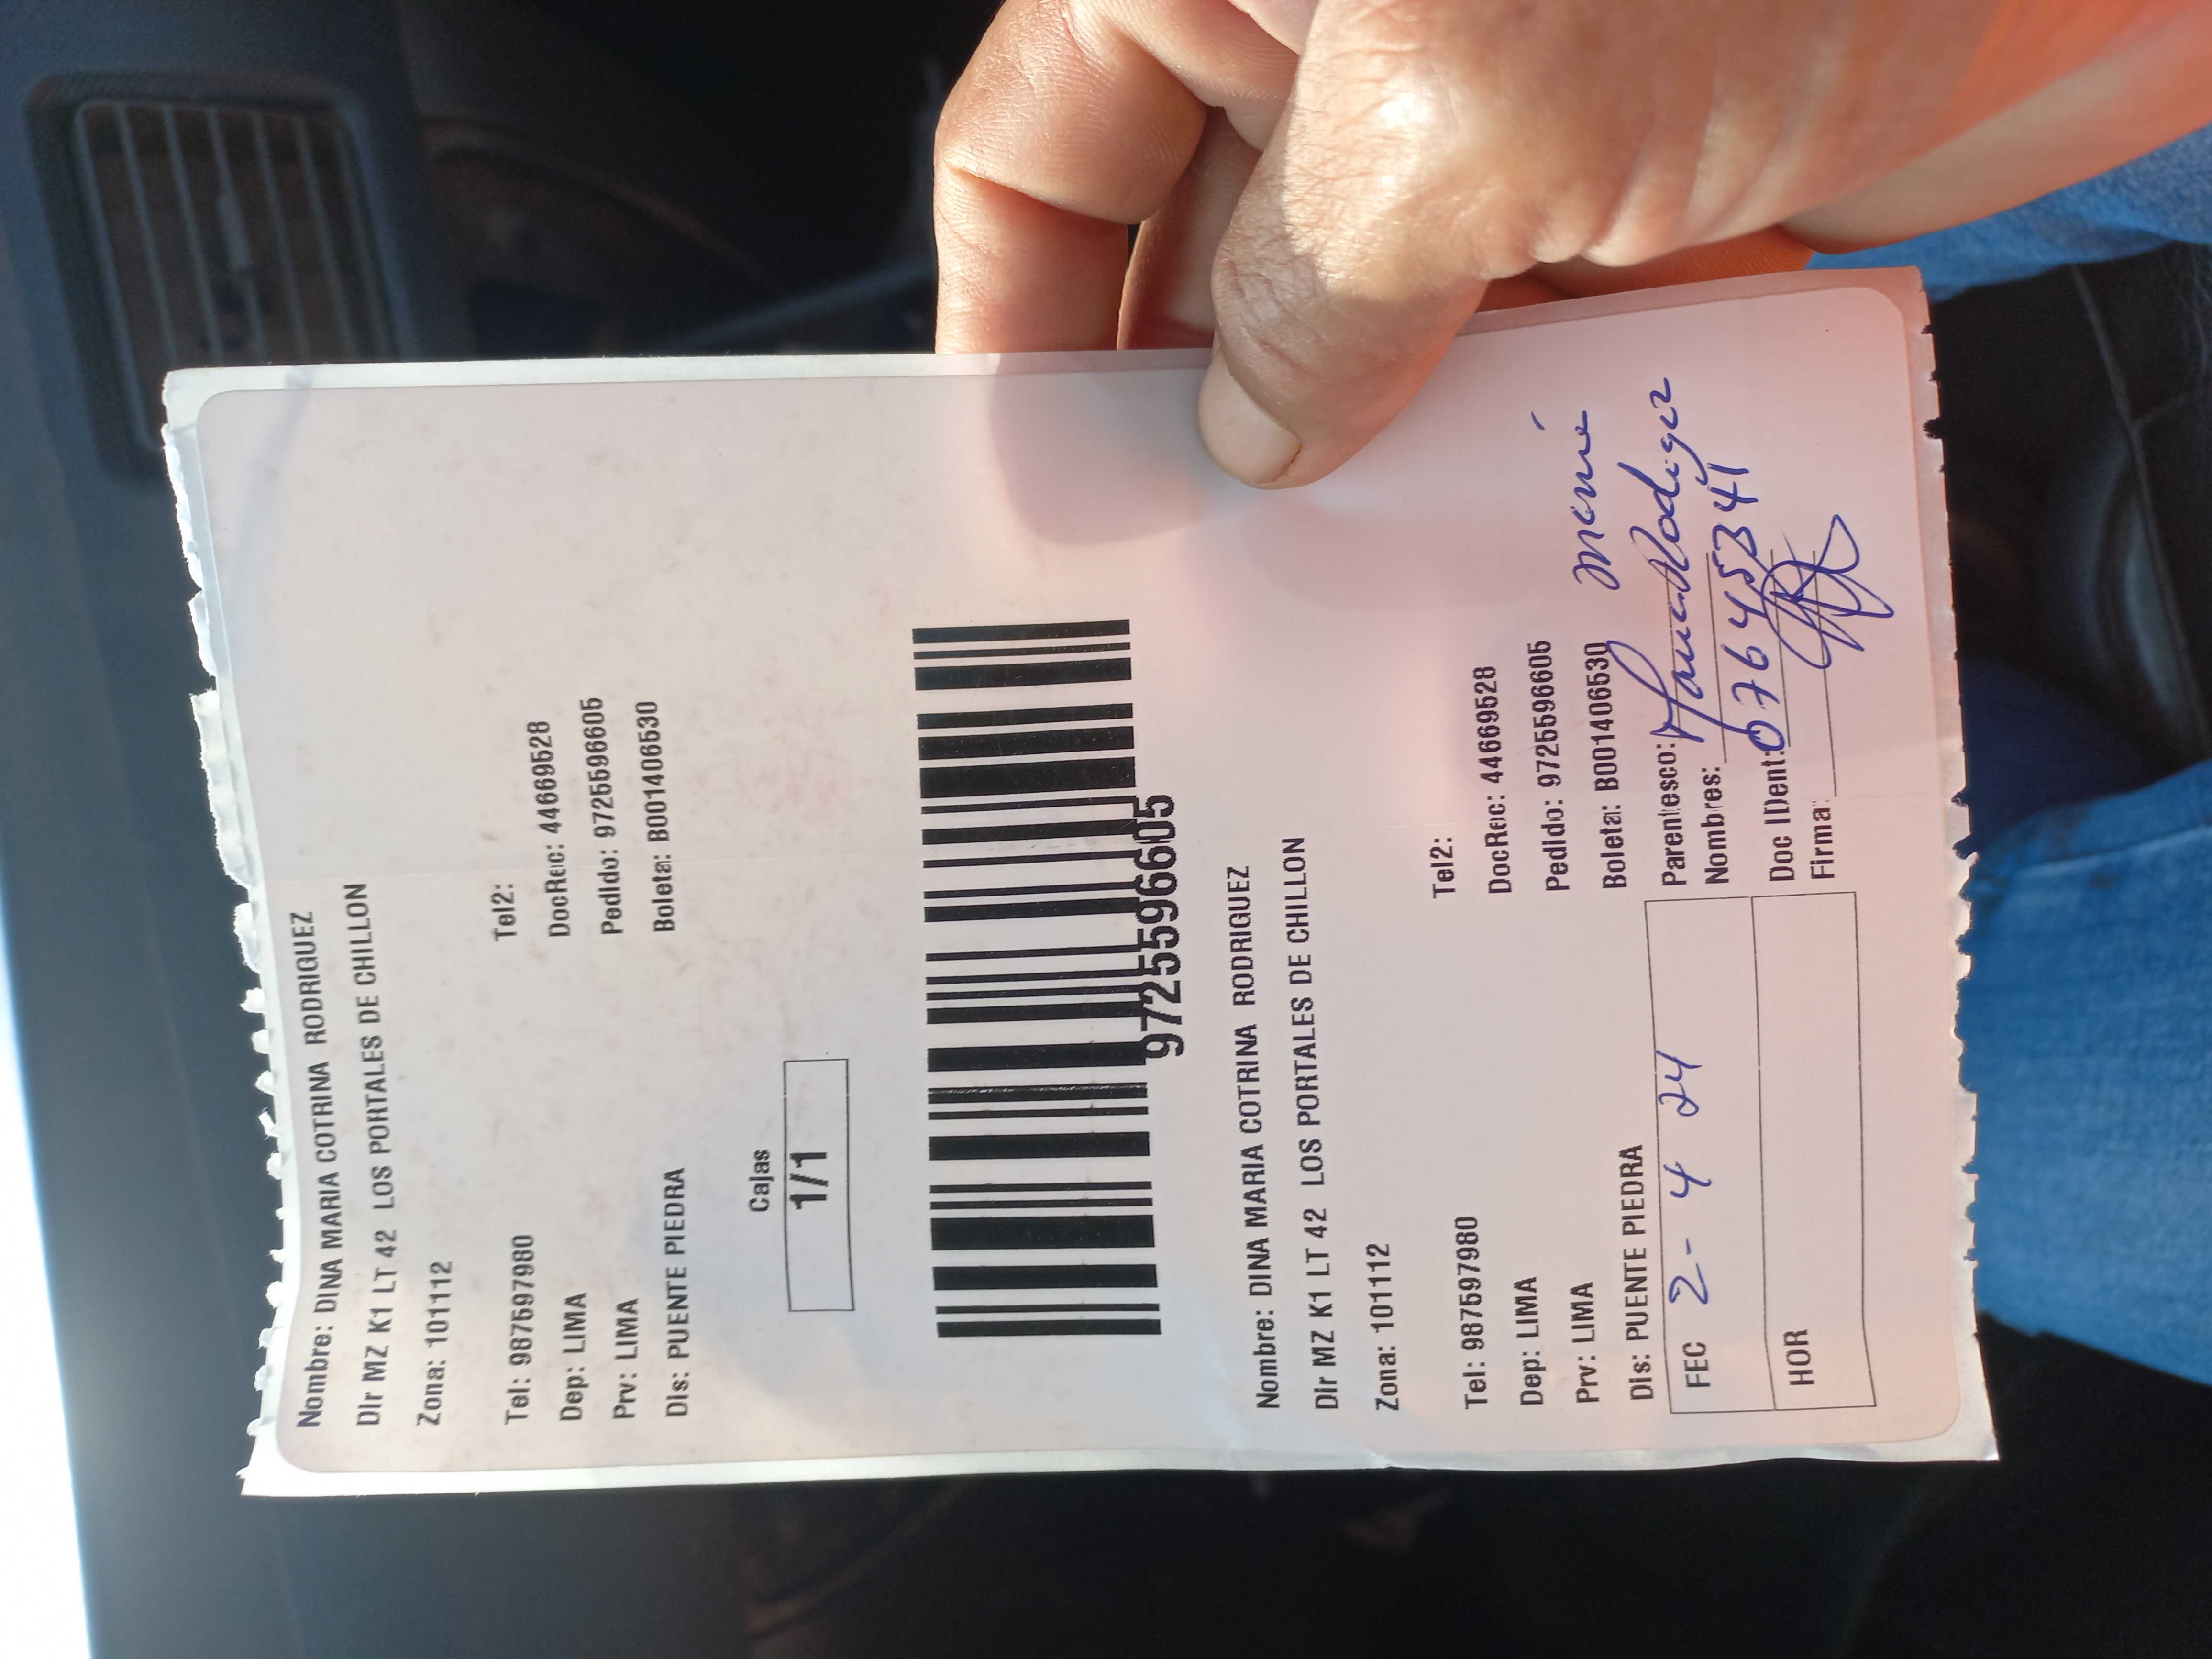 Nombre: DINA MARIA COTRINA RODRIGUEZ
Dir MZ K1 LT 42 LOS PORTALES DE CHILLON
Zona: 101112
Tel: 987597980 Tel2:
Dep: LIMA DocRec: 44669528
Prv: LIMA Pedido: 9725596605
Dis: PUENTE PIEDRA Boleta: B001406530
Cajas
1/1
9725596605
Nombre: DINA MARIA COTRINA RODRIGUEZ
Dir MZ K1 LT 42 LOS PORTALES DE CHILLON
Zona: 101112
Tel: 987597980 Tel2:
Dep: LIMA DocRec: 44669528
Prv: LIMA Pedido: 9725596605
Dis: PUENTE PIEDRA Boleta: B001406530
FEC 2-4 24 Parentesco:
Nombres: Rodigez
Doc IDent: 07645341
HOR Firma: